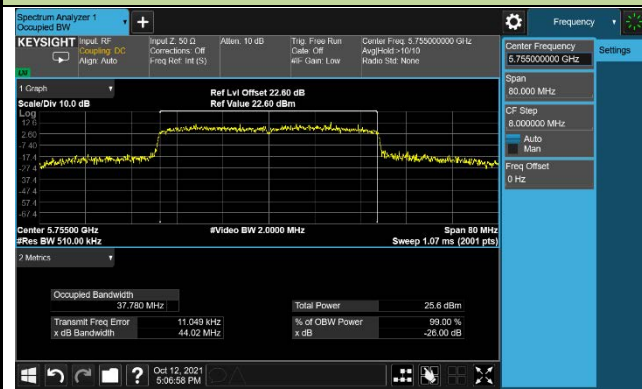 Spectrum Analyzer 1
Occupied BW
Frequency
KEYSIGHT
Input: RF
Coupling: DC
Align: Auto
Input Z: 50 Ω
Corrections: Off
Freq Ref: Int (S)
Atten: 10 dB
Trig: Free Run
Gate: Off
#IF Gain: Low
Center Freq: 5.755000000 GHz
Avg|Hold:>10/10
Radio Std: None
1 Graph
Scale/Div 10.0 dB
Ref Lvl Offset 22.60 dB
Ref Value 22.60 dBm
Log
12.6
2.60
-7.40
-17.4
-27.4
-37.4
-47.4
-57.4
-67.4
Center 5.75500 GHz
#Res BW 510.00 kHz
#Video BW 2.0000 MHz
Span 80 MHz
Sweep 1.07 ms (2001 pts)
2 Metrics
Occupied Bandwidth
37.780 MHz
Transmit Freq Error 11.049 kHz
x dB Bandwidth 44.02 MHz
Total Power 25.6 dBm
% of OBW Power 99.00 %
x dB -26.00 dB
Oct 12, 2021
5:06:58 PM
Center Frequency
5.755000000 GHz
Span
80.000 MHz
CF Step
8.000000 MHz
Auto
Man
Freq Offset
0 Hz
Settings